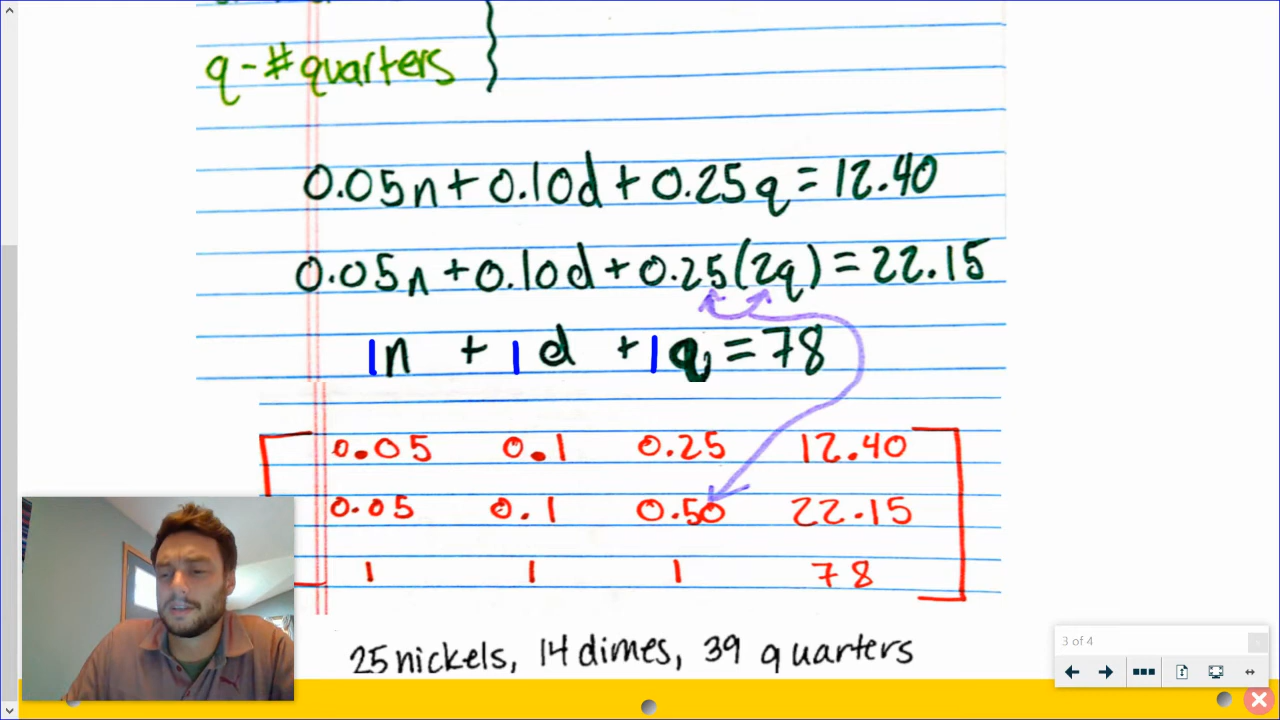 q - # quarters
0.05n + 0.10d + 0.25q = 12.40
0.05n + 0.10d + 0.25(2q) = 22.15
1n + 1d + 1q = 78
0.05 0.1 0.25 12.40
0.05 0.1 0.50 22.15
1 1 1 78
25 nickels, 14 dimes, 39 quarters
3 of 4